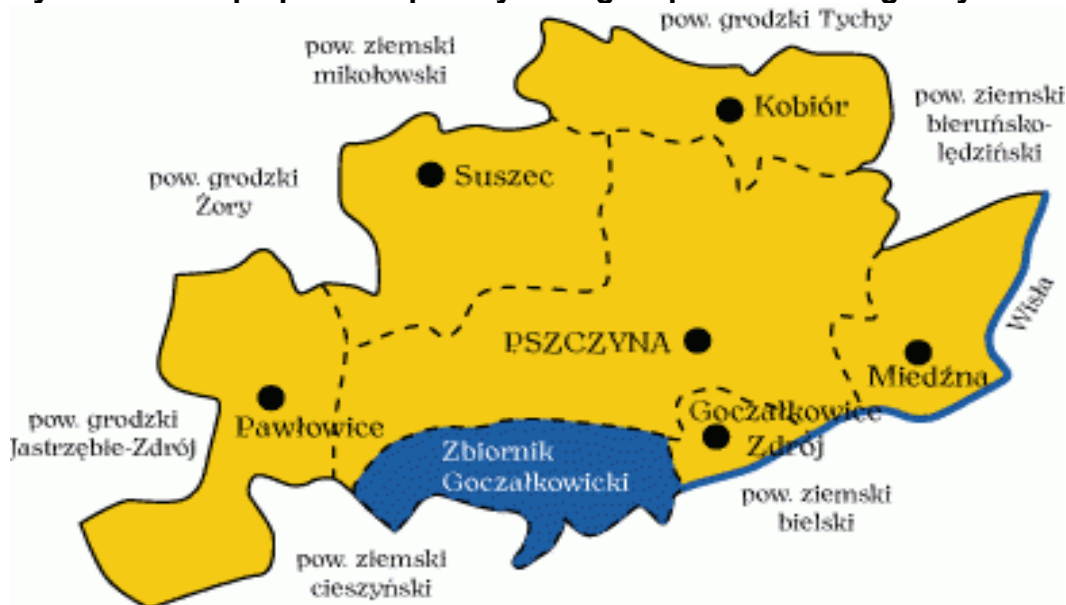 pow. grodzki Tychy
pow. ziemski
mikołowski
Kobiór
pow. ziemski
bieruńsko-
lędziński
Suszec
pow. grodzki
Żory
Wisła
PSZCZYNA
Miedźna
Pawłowice
Goczałkowice
Zdrój
pow. grodzki
Jastrzębie-Zdrój
Zbiornik
Goczałkowicki
pow. ziemski
bielski
pow. ziemski
cieszyński